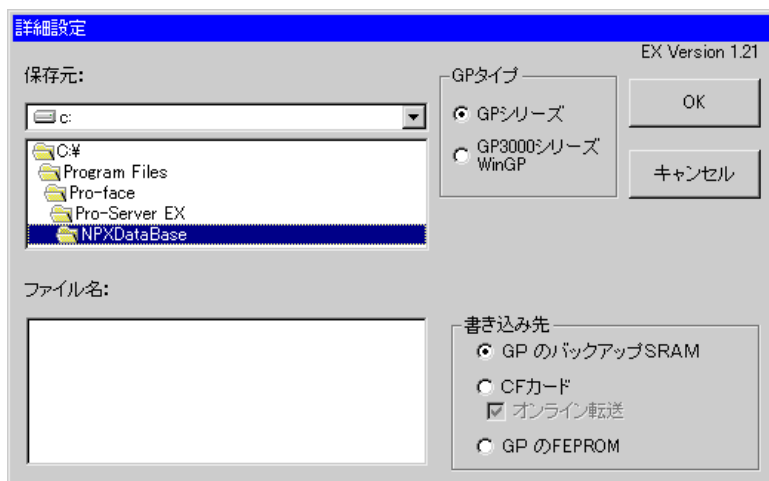 詳細設定
EX Version 1.21
保存元:
c:
C:¥
Program Files
Pro-face
Pro-Server EX
NPXDataBase
GPタイプ
GPシリーズ
GP3000シリーズ
WinGP
OK
キャンセル
ファイル名:
書き込み先
GP のバックアップSRAM
CFカード
オンライン転送
GP のFEPROM